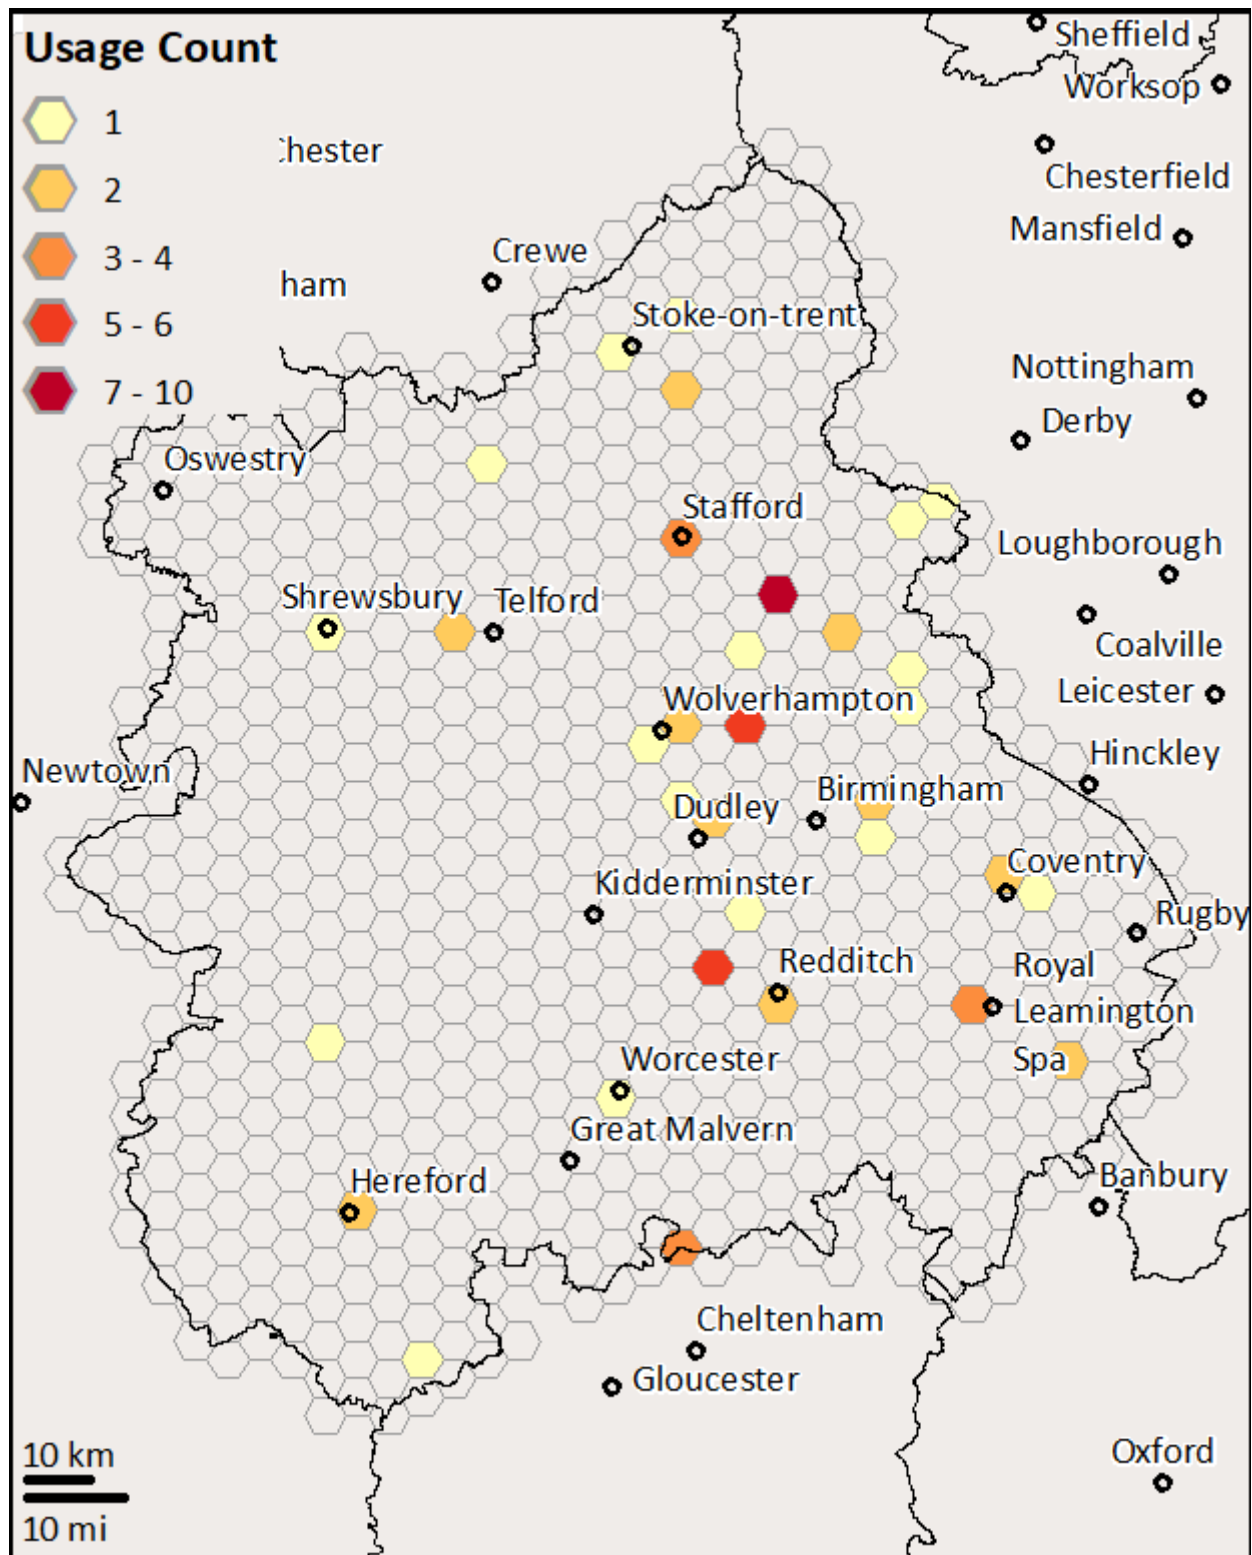 Usage Count
1
2
3 - 4
5 - 6
7 - 10
Sheffield
Worksop
Chester
Chesterfield
Mansfield
Crewe
ham
Stoke-on-trent
Nottingham
Derby
Oswestry
Stafford
Loughborough
Shrewsbury
Telford
Coalville
Leicester
Wolverhampton
Hinckley
Newtown
Birmingham
Dudley
Coventry
Kidderminster
Rugby
Redditch
Royal
Leamington
Spa
Worcester
Great Malvern
Hereford
Banbury
Cheltenham
Gloucester
10 km
10 mi
Oxford